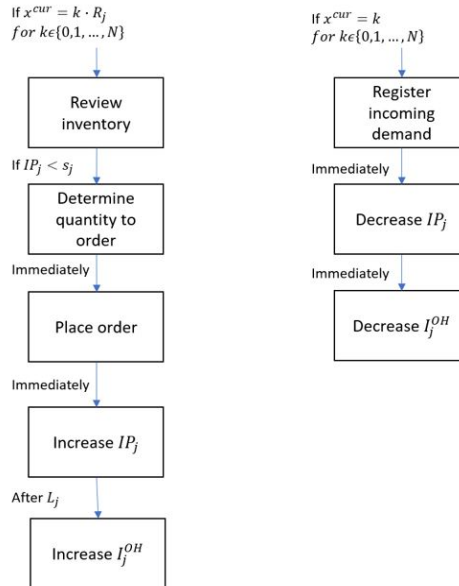 If x^{cur} = k · R_j
for kϵ{0,1, …, N}
Review
inventory
If IP_j < s_j
Determine
quantity to
order
Immediately
Place order
Immediately
Increase IP_j
After L_j
Increase I_j^{OH}
If x^{cur} = k
for kϵ{0,1, …, N}
Register
incoming
demand
Immediately
Decrease IP_j
Immediately
Decrease I_j^{OH}